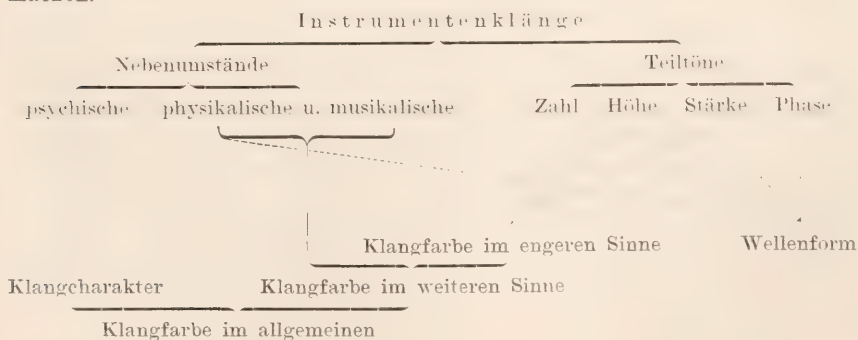 Instrumentenklänge
Nebenumstände Teiltöne
psychische physikalische u. musikalische Zahl Höhe Stärke Phase
Klangfarbe im engeren Sinne Wellenform
Klangcharakter Klangfarbe im weiteren Sinne
Klangfarbe im allgemeinen